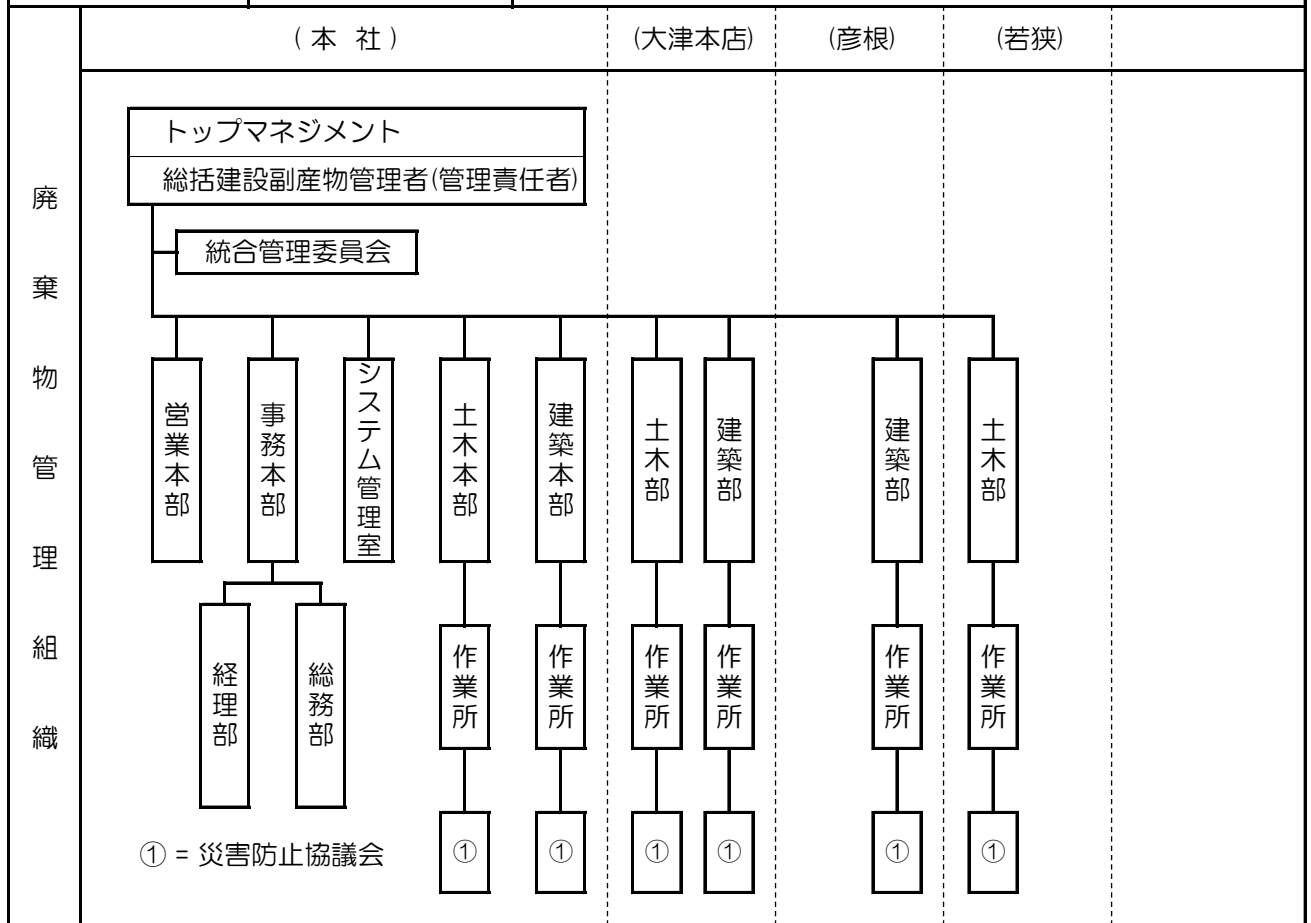 (本 社)
(大津本店)
(彦根)
(若狭)
廃棄物管理組織
トップマネジメント
総括建設副産物管理者(管理責任者)
統合管理委員会
営業本部
事務本部
システム管理室
土木本部
建築本部
土木部
建築部
建築部
土木部
経理部
総務部
作業所
作業所
作業所
作業所
作業所
作業所
① = 災害防止協議会
①
①
①
①
①
①